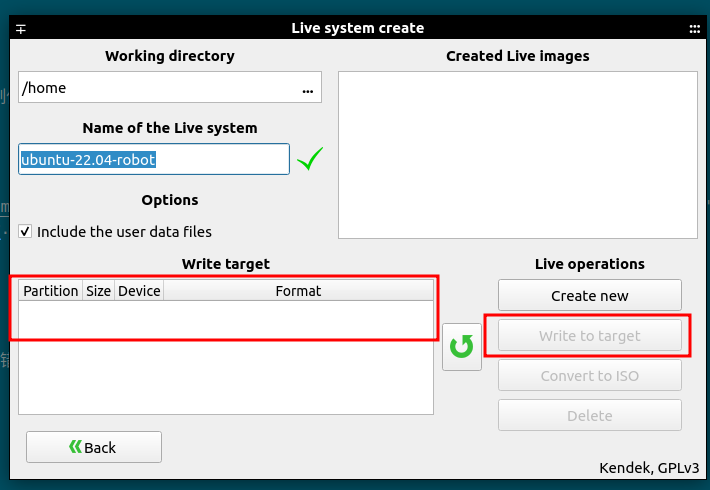 Live system create
Working directory
/home
...
Name of the Live system
ubuntu-22.04-robot
Options
Include the user data files
Created Live images
Write target
Partition Size Device Format
Live operations
Create new
Write to target
Convert to ISO
Delete
Back
Kendek, GPLv3